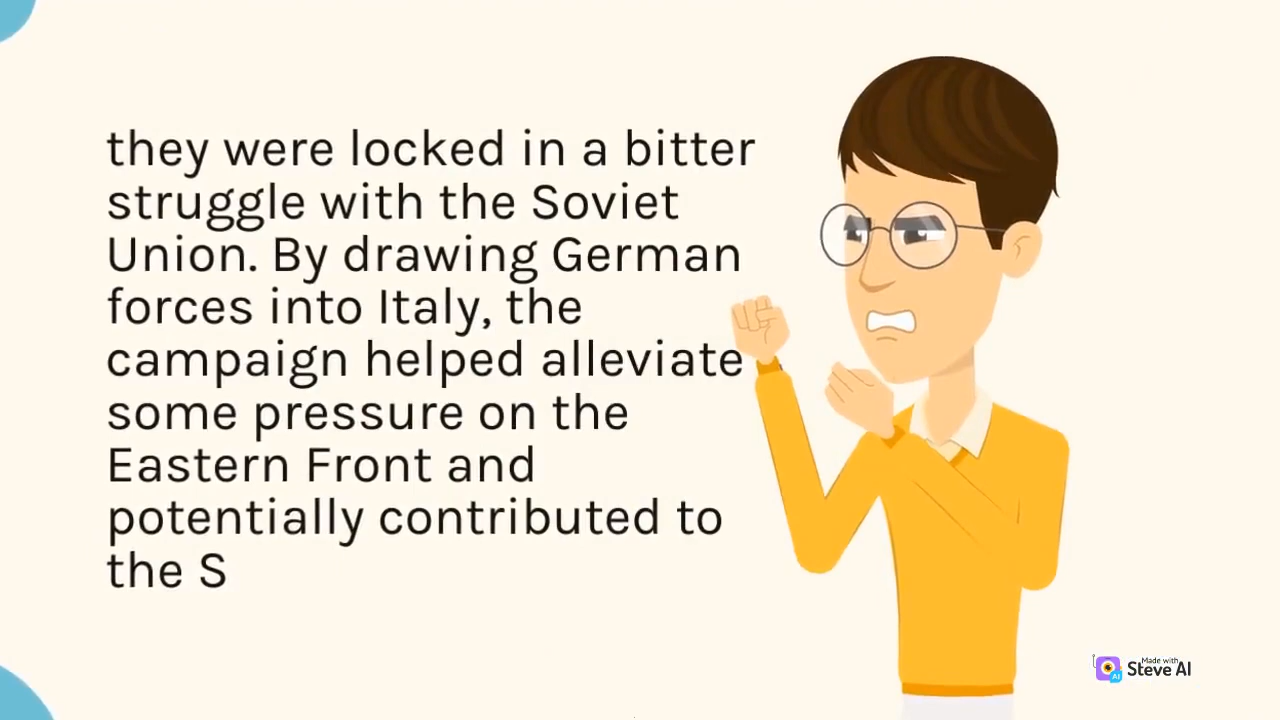 they were locked in a bitter
struggle with the Soviet
Union. By drawing German
forces into Italy, the
campaign helped alleviate
some pressure on the
Eastern Front and
potentially contributed to
the S
Made with
Steve AI
AI